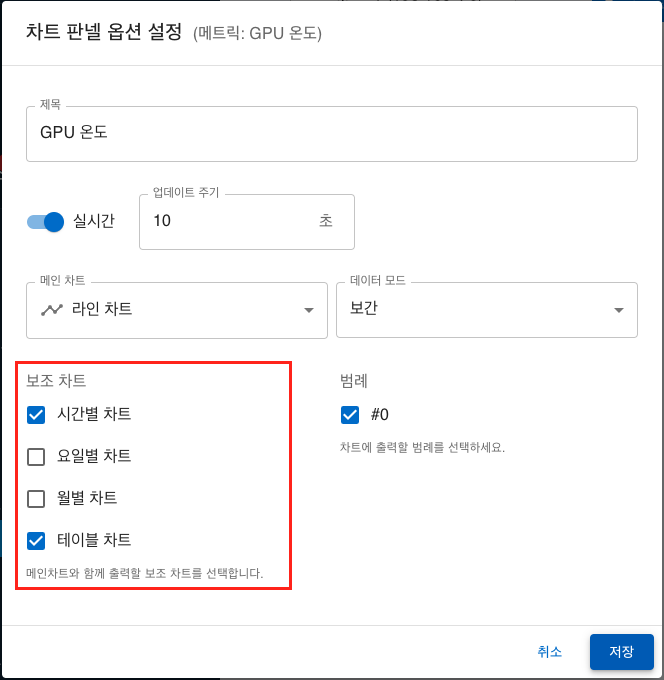 차트 판넬 옵션 설정 (메트릭: GPU 온도)
제목
GPU 온도
실시간
업데이트 주기
10 초
메인 차트
라인 차트
데이터 모드
보간
보조 차트
시간별 차트
요일별 차트
월별 차트
테이블 차트
메인차트와 함께 출력할 보조 차트를 선택합니다.
범례
#0
차트에 출력할 범례를 선택하세요.
취소
저장